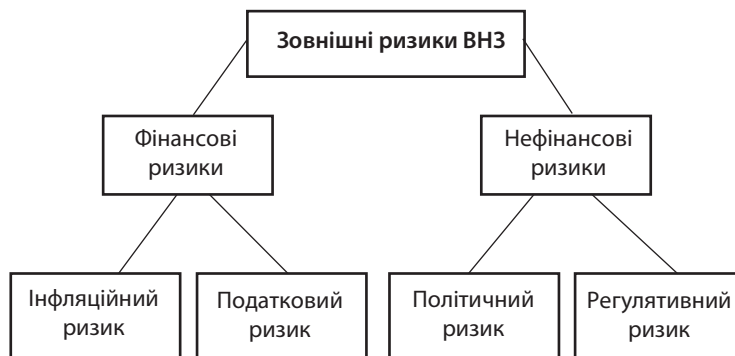 Зовнішні ризики ВНЗ
Фінансові
ризики
Нефінансові
ризики
Інфляційний
ризик
Податковий
ризик
Політичний
ризик
Регулятивний
ризик